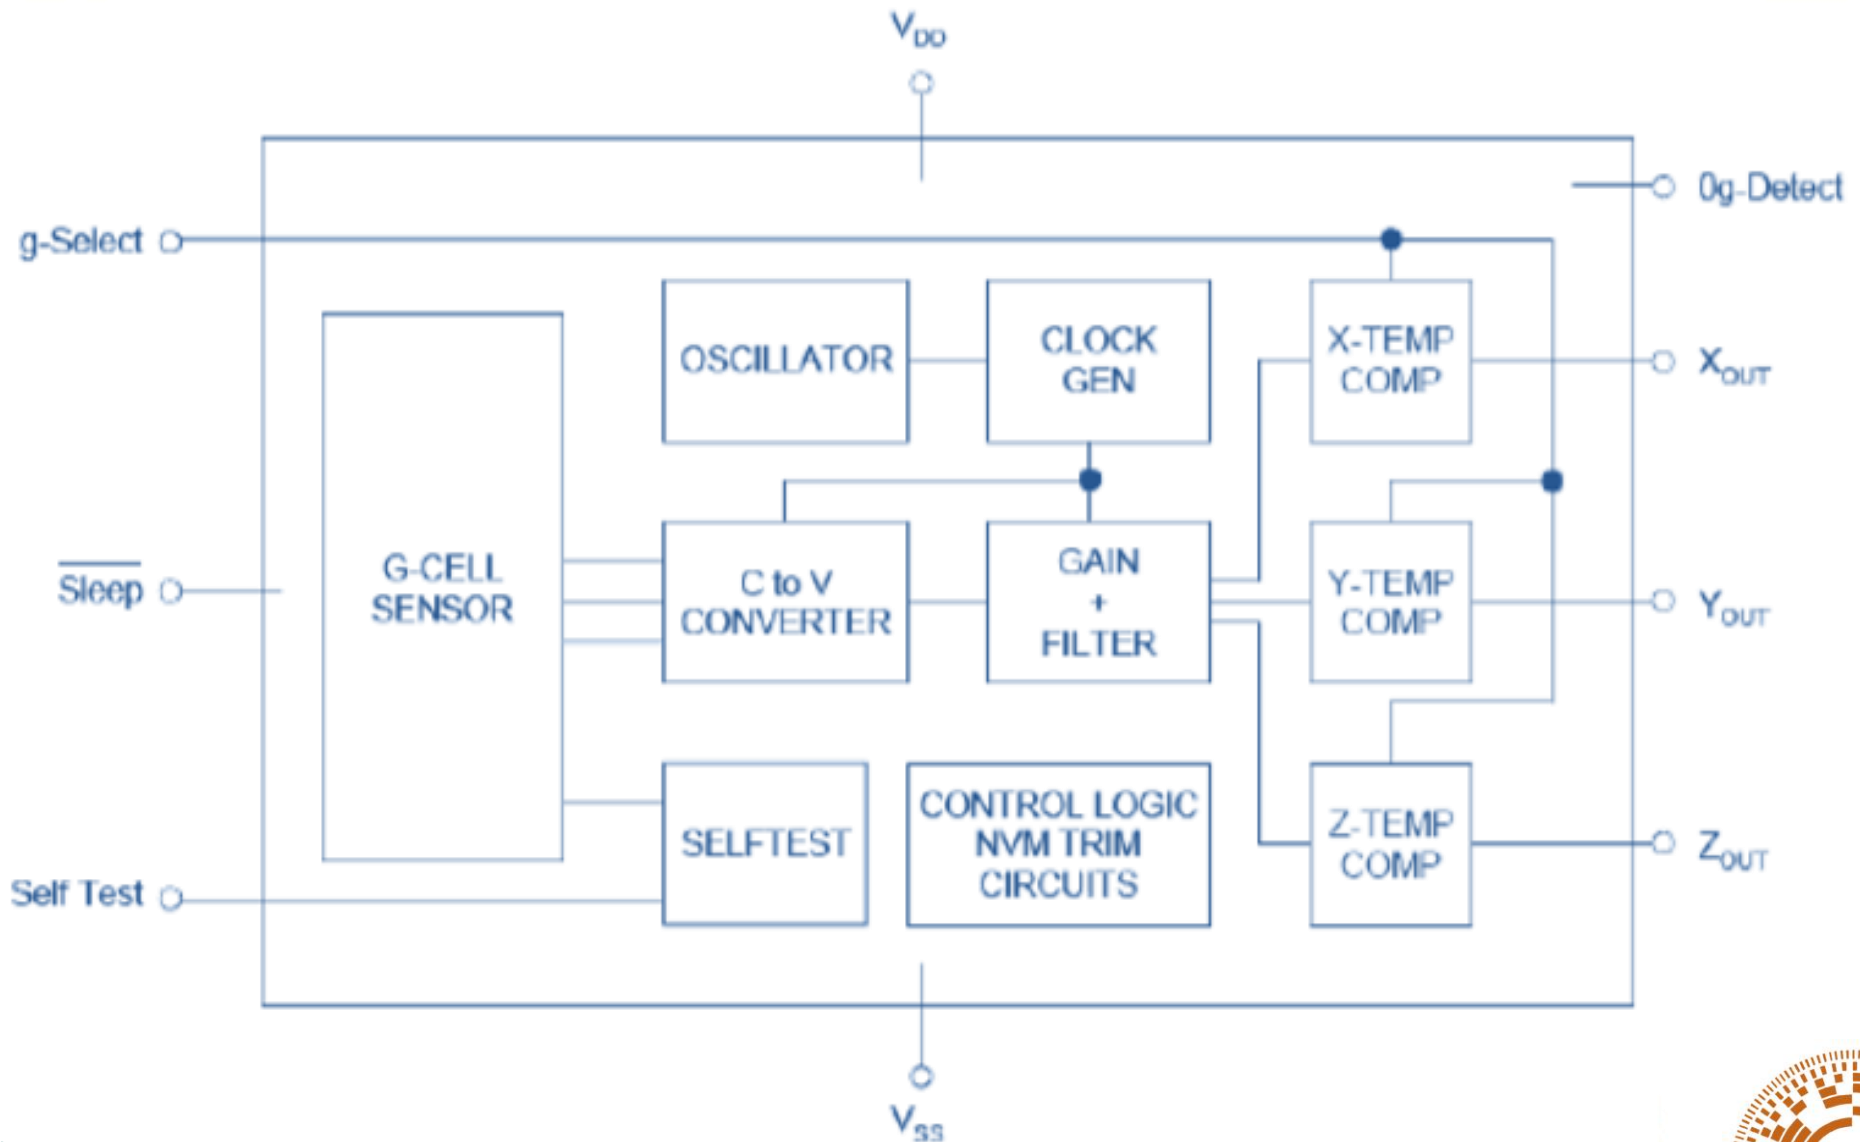 VDD
0g-Detect
g-Select
OSCILLATOR
CLOCK
GEN
X-TEMP
COMP
XOUT
G-CELL
SENSOR
Sleep
C to V
CONVERTER
GAIN
+
FILTER
Y-TEMP
COMP
YOUT
SELFTEST
CONTROL LOGIC
NVM TRIM
CIRCUITS
Z-TEMP
COMP
ZOUT
Self Test
VSS